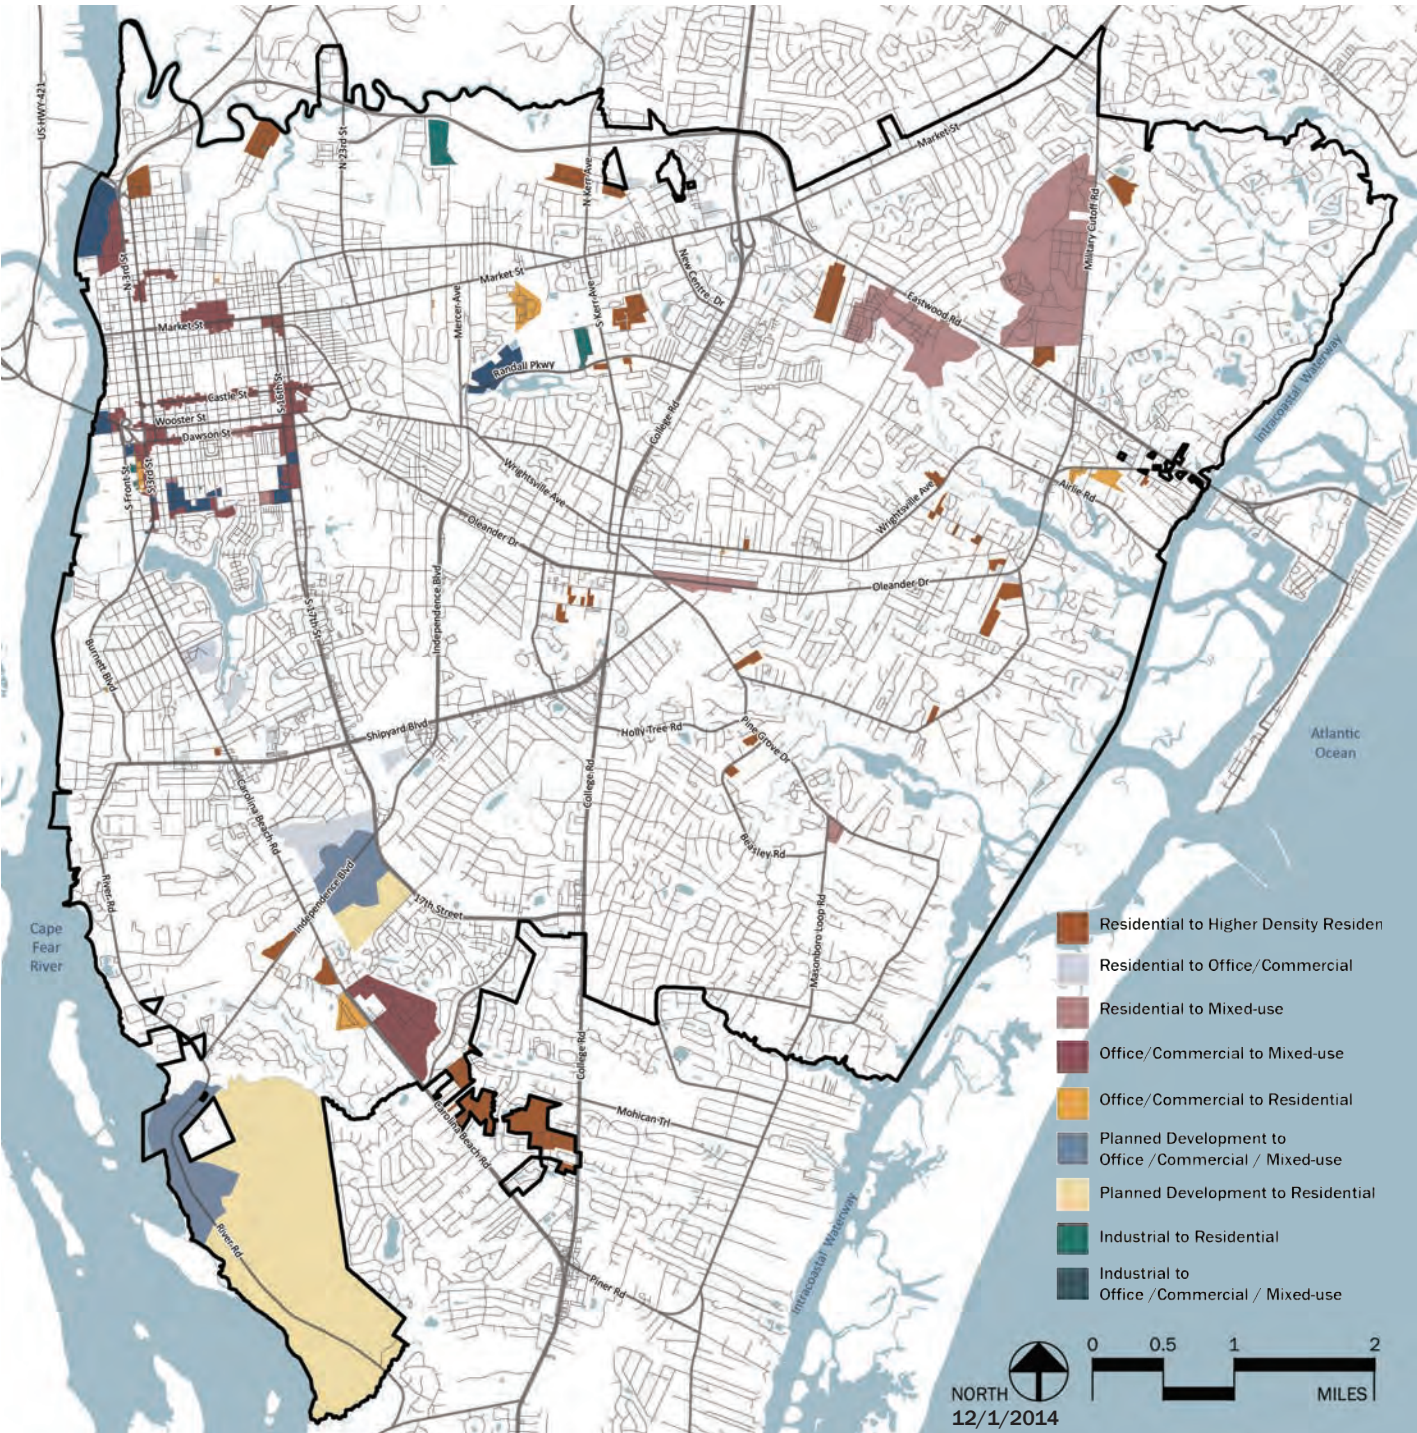 US HWY 421
N 23rd St
N Kerr Ave
Market St
Military Cutoff Rd
N 3rd St
Market St
Mercer Ave
New Centre Dr
S Kerr Ave
Eastwood Rd
Market St
Randall Pkwy
Intracoastal Waterway
Castle St
S 16th St
Wooster St
Dawson St
College Rd
S Front St
S 3rd St
Wrightsville Ave
Wrightsville Ave
Airlie Rd
Oleander Dr
Oleander Dr
Independence Blvd
S 17th St
Burnett Blvd
Shipyard Blvd
Holly Tree Rd
Pine Grove Dr
Atlantic
Ocean
Carolina Beach Rd
College Rd
Beasley Rd
River Rd
Independence Blvd
17th Street
Masonboro Loop Rd
Cape
Fear
River
College Rd
Mohican Trl
Carolina Beach Rd
River Rd
Intracoastal Waterway
Piner Rd
Residential to Higher Density Residen
Residential to Office/Commercial
Residential to Mixed-use
Office/Commercial to Mixed-use
Office/Commercial to Residential
Planned Development to
Office /Commercial / Mixed-use
Planned Development to Residential
Industrial to Residential
Industrial to
Office /Commercial / Mixed-use
0 0.5 1 2
NORTH
MILES
12/1/2014